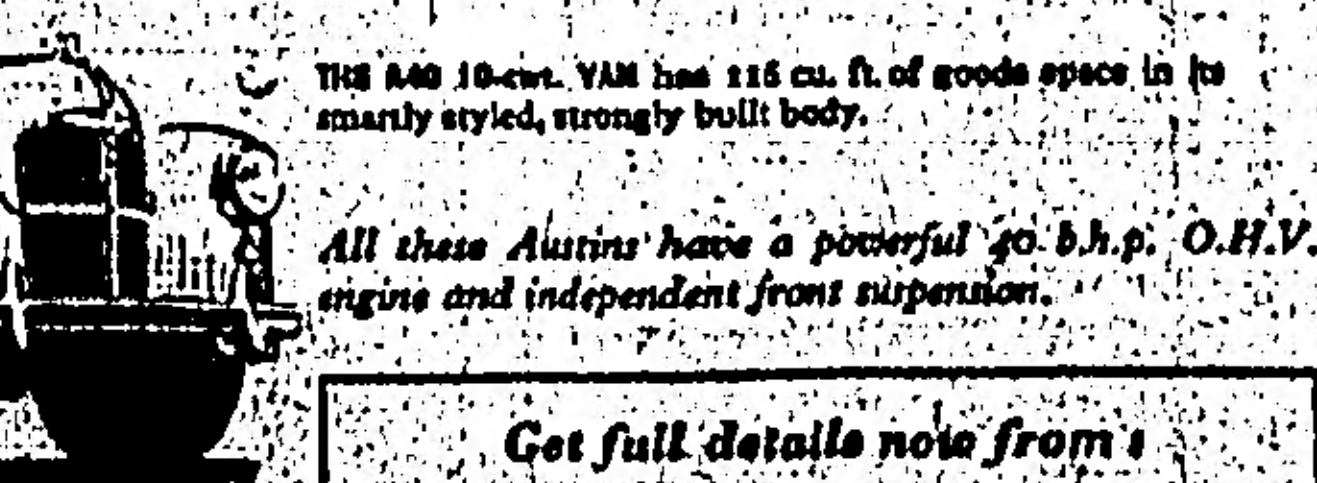 THE A40 10-cwt. VAN has 116 cu. ft. of goods space in its
smartly styled, strongly built body.
All these Austins have a powerful 40 b.h.p. O.H.V.
engine and independent front suspension.
Get full details now from :